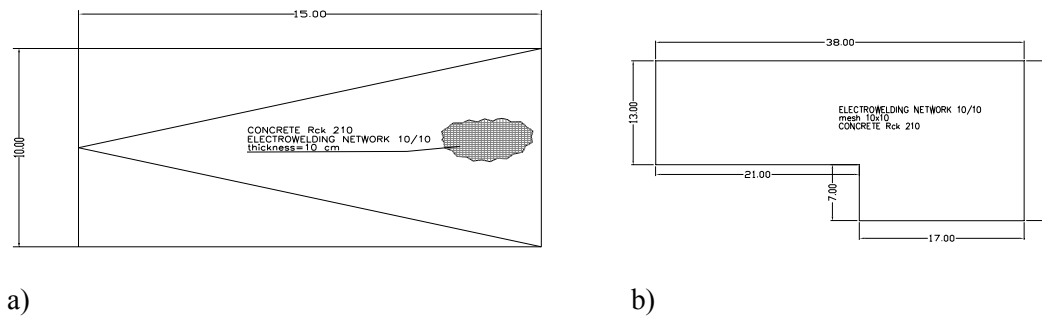 15.00
10.00
CONCRETE Rck 210
ELECTROWELDING NETWORK 10/10
thickness=10 cm
a)
38.00
13.00
ELECTROWELDING NETWORK 10/10
mesh 10x10
CONCRETE Rck 210
21.00
7.00
17.00
b)